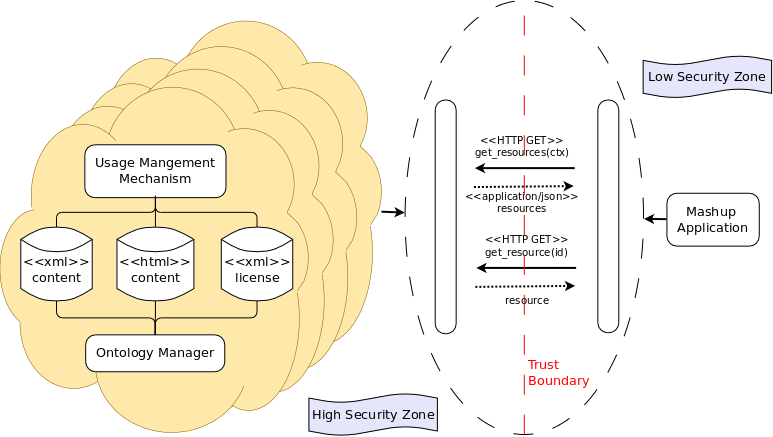 Low Security Zone
<<HTTP GET>>
get_resources(ctx)
Usage Mangement
Mechanism
<<application/json>>
resources
Mashup
Application
<<HTTP GET>>
get_resource(id)
<<xml>>
content
<<html>>
content
<<xml>>
license
resource
Ontology Manager
Trust
Boundary
High Security Zone